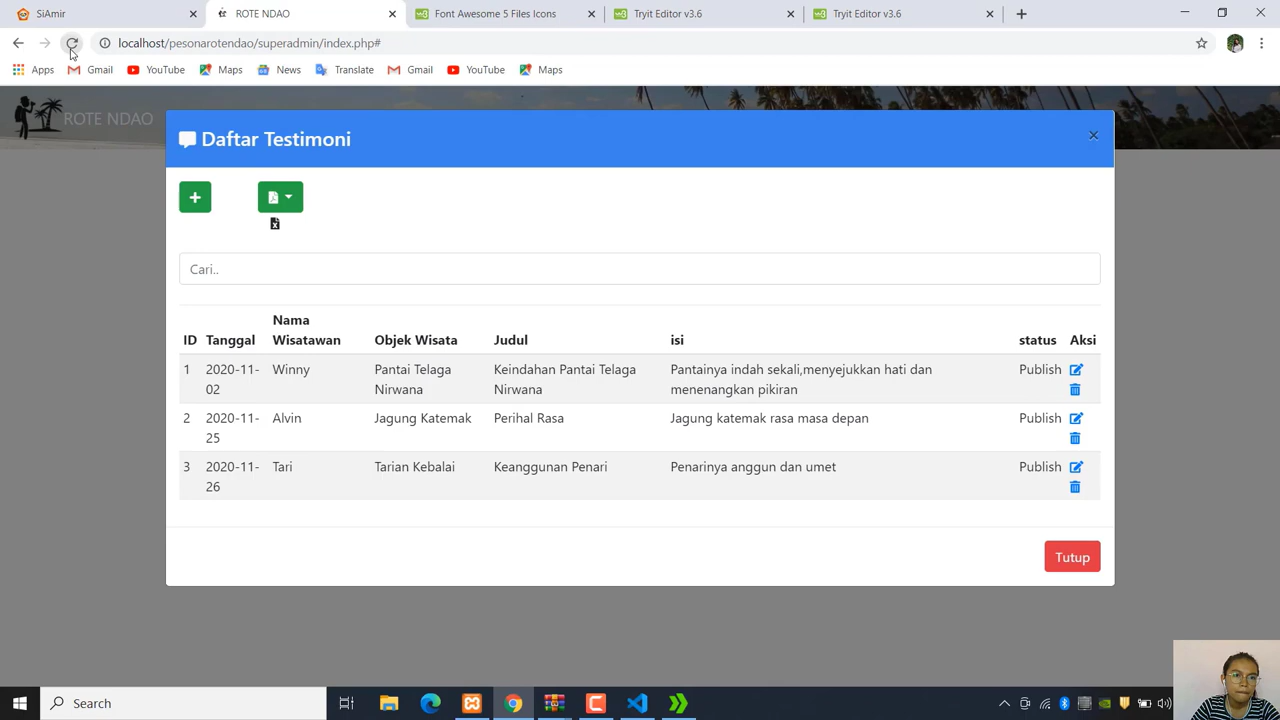 SiAmir
ROTE NDAO
Font Awesome 5 Files Icons
Tryit Editor v3.6
Tryit Editor v3.6
localhost/pesonarotendao/superadmin/index.php#
Apps
Gmail
YouTube
Maps
News
Translate
Gmail
YouTube
Maps
ROTE NDAO
Daftar Testimoni
Cari..
ID Tanggal Nama Wisatawan Objek Wisata Judul isi status Aksi
1 2020-11-02 Winny Pantai Telaga Nirwana Keindahan Pantai Telaga Nirwana Pantainya indah sekali,menyejukkan hati dan menenangkan pikiran Publish
2 2020-11-25 Alvin Jagung Katemak Perihal Rasa Jagung katemak rasa masa depan Publish
3 2020-11-26 Tari Tarian Kebalai Keanggunan Penari Penarinya anggun dan umet Publish
Tutup
Search